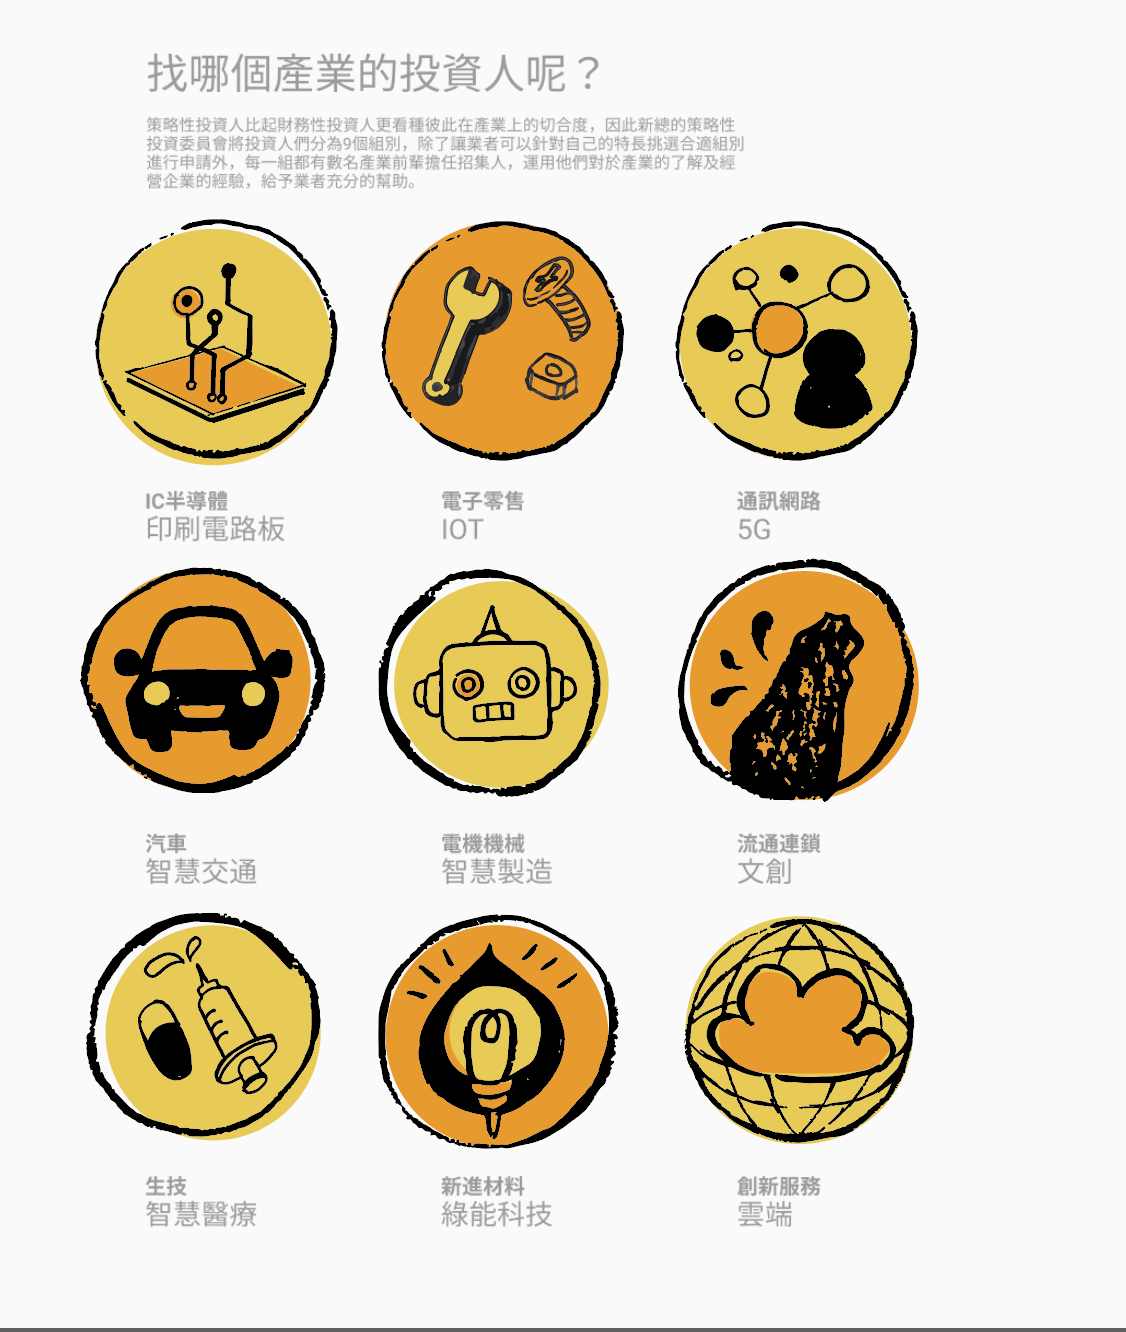 找哪個產業的投資人呢？
策略性投資人比起財務性投資人更看種彼此在產業上的切合度，因此新總的策略性
投資委員會將投資人們分為9個組別，除了讓業者可以針對自己的特長挑選合適組別
進行申請外，每一組都有數名產業前輩擔任招集人，運用他們對於產業的了解及經
營企業的經驗，給予業者充分的幫助。
IC半導體
印刷電路板
電子零售
IOT
通訊網路
5G
汽車
智慧交通
電機機械
智慧製造
流通連鎖
文創
生技
智慧醫療
新進材料
綠能科技
創新服務
雲端